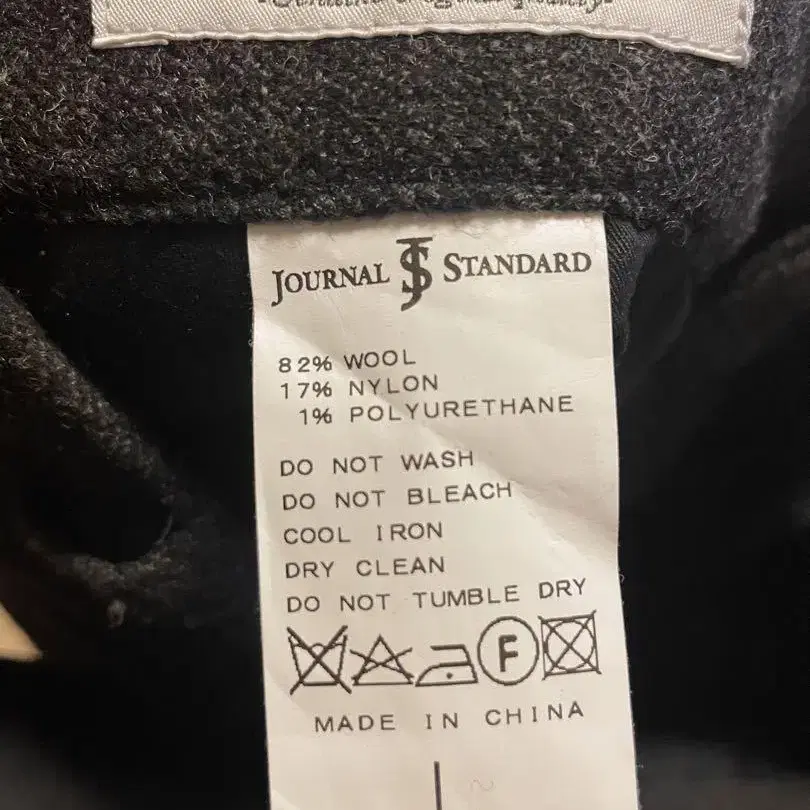 JOURNAL JS STANDARD
82% WOOL
17% NYLON
1% POLYURETHANE
DO NOT WASH
DO NOT BLEACH
COOL IRON
DRY CLEAN
DO NOT TUMBLE DRY
F
MADE IN CHINA